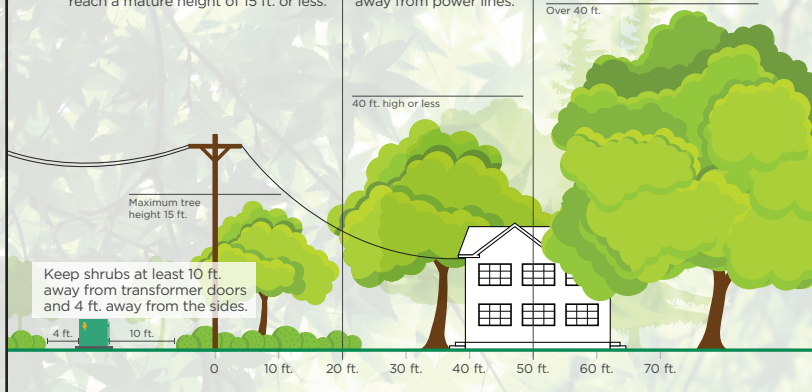 reach a mature height of 15 ft. or less.
away from power lines.
Over 40 ft.
40 ft. high or less
Maximum tree
height 15 ft.
Keep shrubs at least 10 ft.
away from transformer doors
and 4 ft. away from the sides.
4 ft.
10 ft.
0
10 ft.
20 ft.
30 ft.
40 ft.
50 ft.
60 ft.
70 ft.